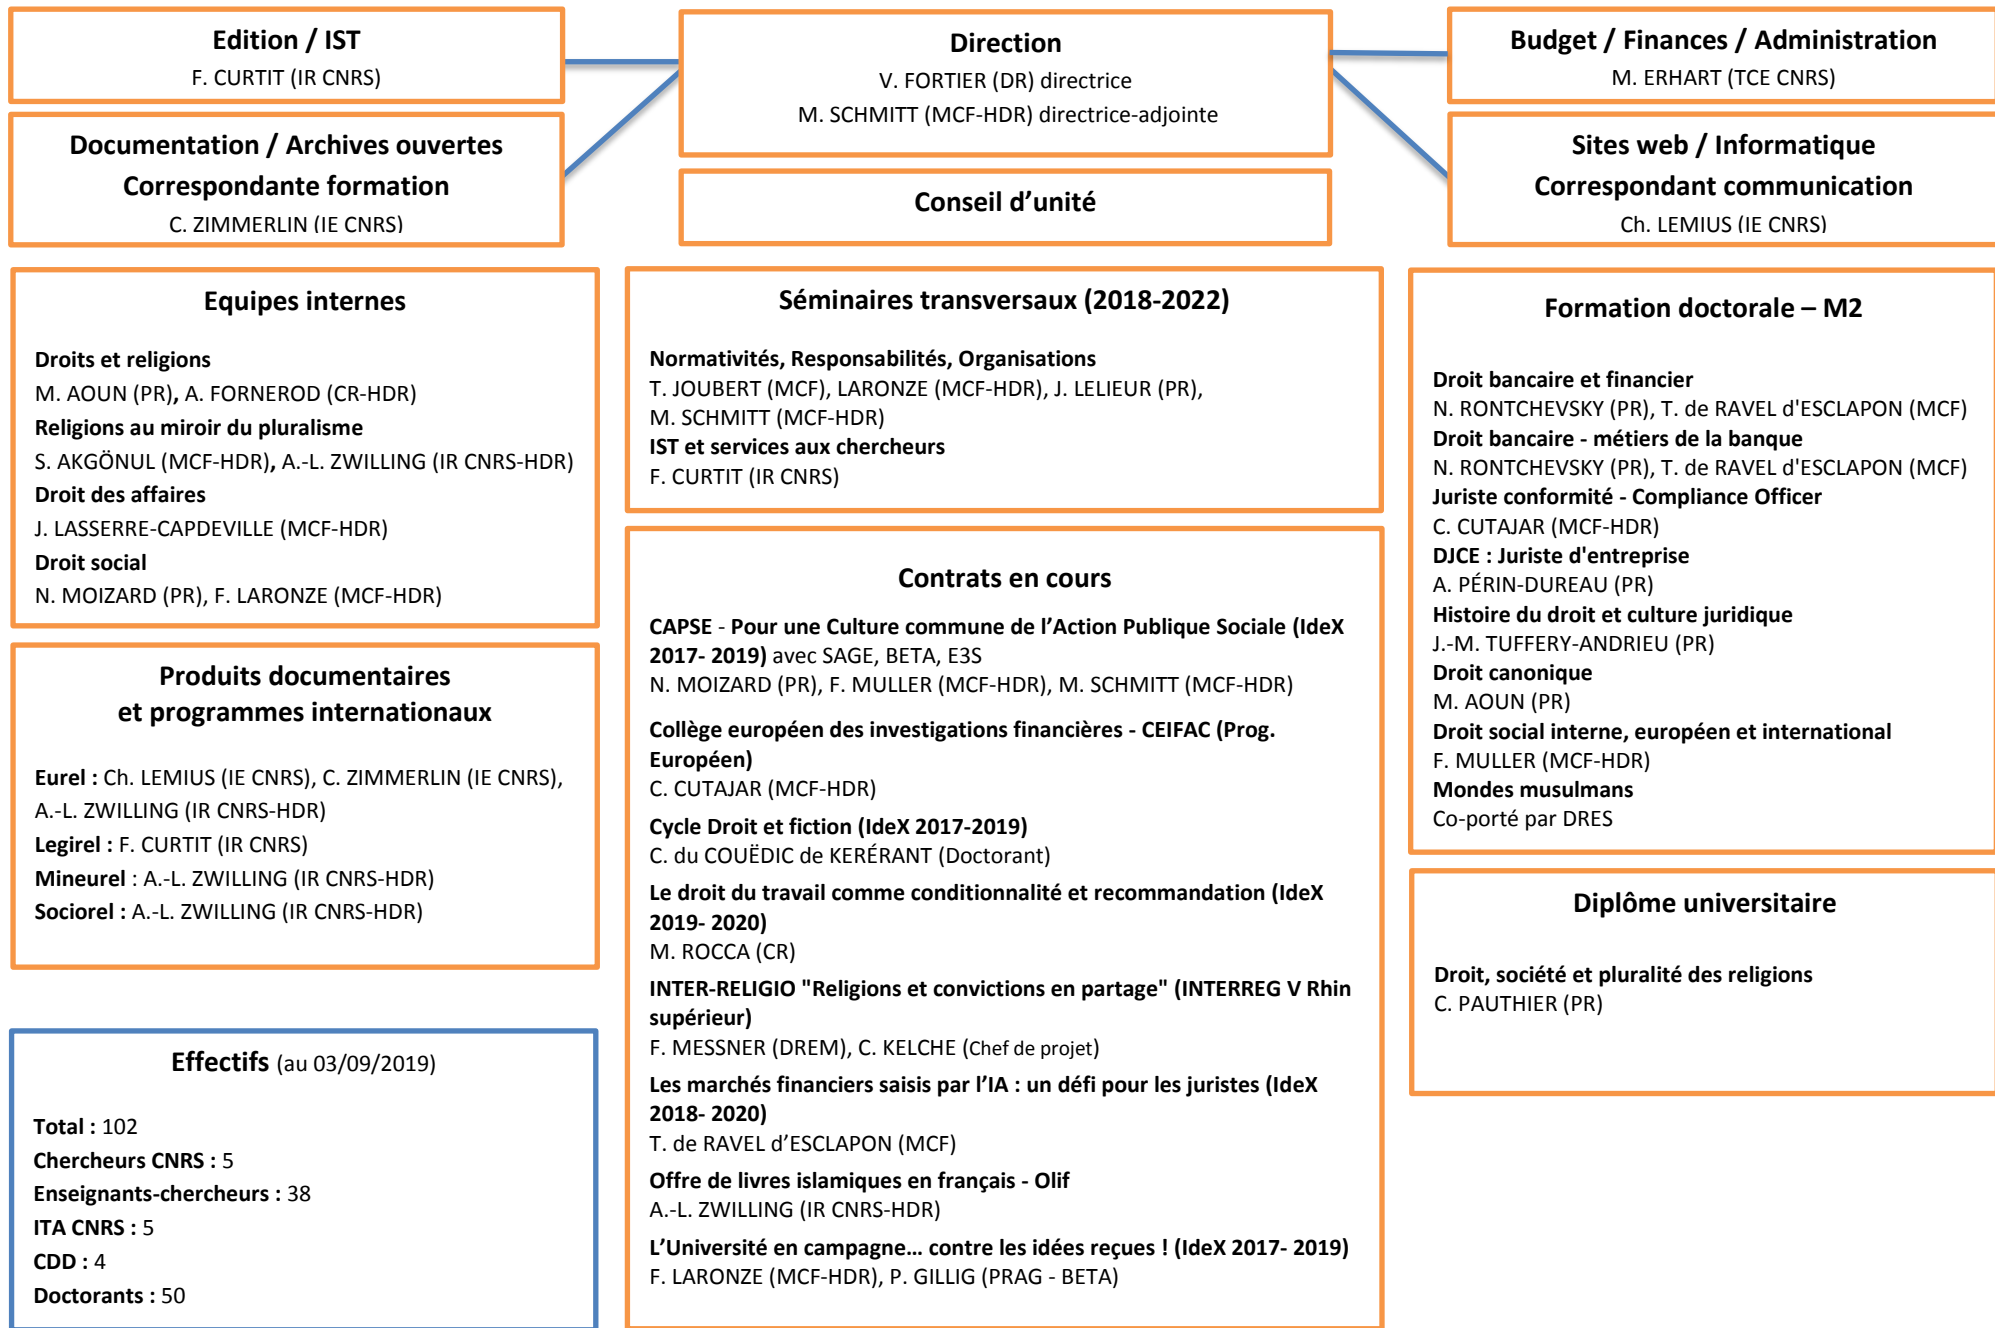 Edition / IST
F. CURTIT (IR CNRS)
Direction
V. FORTIER (DR) directrice
M. SCHMITT (MCF-HDR) directrice-adjointe
Budget / Finances / Administration
M. ERHART (TCE CNRS)
Documentation / Archives ouvertes
Correspondante formation
C. ZIMMERLIN (IE CNRS)
Conseil d’unité
Sites web / Informatique
Correspondant communication
Ch. LEMIUS (IE CNRS)
Equipes internes
Droits et religions
M. AOUN (PR), A. FORNEROD (CR-HDR)
Religions au miroir du pluralisme
S. AKGÖNUL (MCF-HDR), A.-L. ZWILLING (IR CNRS-HDR)
Droit des affaires
J. LASSERRE-CAPDEVILLE (MCF-HDR)
Droit social
N. MOIZARD (PR), F. LARONZE (MCF-HDR)
Produits documentaires
et programmes internationaux
Eurel : Ch. LEMIUS (IE CNRS), C. ZIMMERLIN (IE CNRS),
A.-L. ZWILLING (IR CNRS-HDR)
Legirel : F. CURTIT (IR CNRS)
Mineurel : A.-L. ZWILLING (IR CNRS-HDR)
Sociorel : A.-L. ZWILLING (IR CNRS-HDR)
Effectifs (au 03/09/2019)
Total : 102
Chercheurs CNRS : 5
Enseignants-chercheurs : 38
ITA CNRS : 5
CDD : 4
Doctorants : 50
Séminaires transversaux (2018-2022)
Normativités, Responsabilités, Organisations
T. JOUBERT (MCF), LARONZE (MCF-HDR), J. LELIEUR (PR),
M. SCHMITT (MCF-HDR)
IST et services aux chercheurs
F. CURTIT (IR CNRS)
Contrats en cours
CAPSE - Pour une Culture commune de l’Action Publique Sociale (IdeX
2017- 2019) avec SAGE, BETA, E3S
N. MOIZARD (PR), F. MULLER (MCF-HDR), M. SCHMITT (MCF-HDR)
Collège européen des investigations financières - CEIFAC (Prog.
Européen)
C. CUTAJAR (MCF-HDR)
Cycle Droit et fiction (IdeX 2017-2019)
C. du COUËDIC de KERÉRANT (Doctorant)
Le droit du travail comme conditionnalité et recommandation (IdeX
2019- 2020)
M. ROCCA (CR)
INTER-RELIGIO "Religions et convictions en partage" (INTERREG V Rhin
supérieur)
F. MESSNER (DREM), C. KELCHE (Chef de projet)
Les marchés financiers saisis par l’IA : un défi pour les juristes (IdeX
2018- 2020)
T. de RAVEL d’ESCLAPON (MCF)
Offre de livres islamiques en français - Olif
A.-L. ZWILLING (IR CNRS-HDR)
L’Université en campagne… contre les idées reçues ! (IdeX 2017- 2019)
F. LARONZE (MCF-HDR), P. GILLIG (PRAG - BETA)
Formation doctorale – M2
Droit bancaire et financier
N. RONTCHEVSKY (PR), T. de RAVEL d'ESCLAPON (MCF)
Droit bancaire - métiers de la banque
N. RONTCHEVSKY (PR), T. de RAVEL d'ESCLAPON (MCF)
Juriste conformité - Compliance Officer
C. CUTAJAR (MCF-HDR)
DJCE : Juriste d'entreprise
A. PÉRIN-DUREAU (PR)
Histoire du droit et culture juridique
J.-M. TUFFERY-ANDRIEU (PR)
Droit canonique
M. AOUN (PR)
Droit social interne, européen et international
F. MULLER (MCF-HDR)
Mondes musulmans
Co-porté par DRES
Diplôme universitaire
Droit, société et pluralité des religions
C. PAUTHIER (PR)